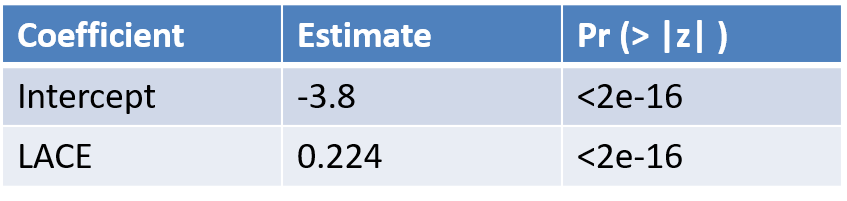 Coefficient Estimate Pr (> |z| )
Intercept -3.8 <2e-16
LACE 0.224 <2e-16